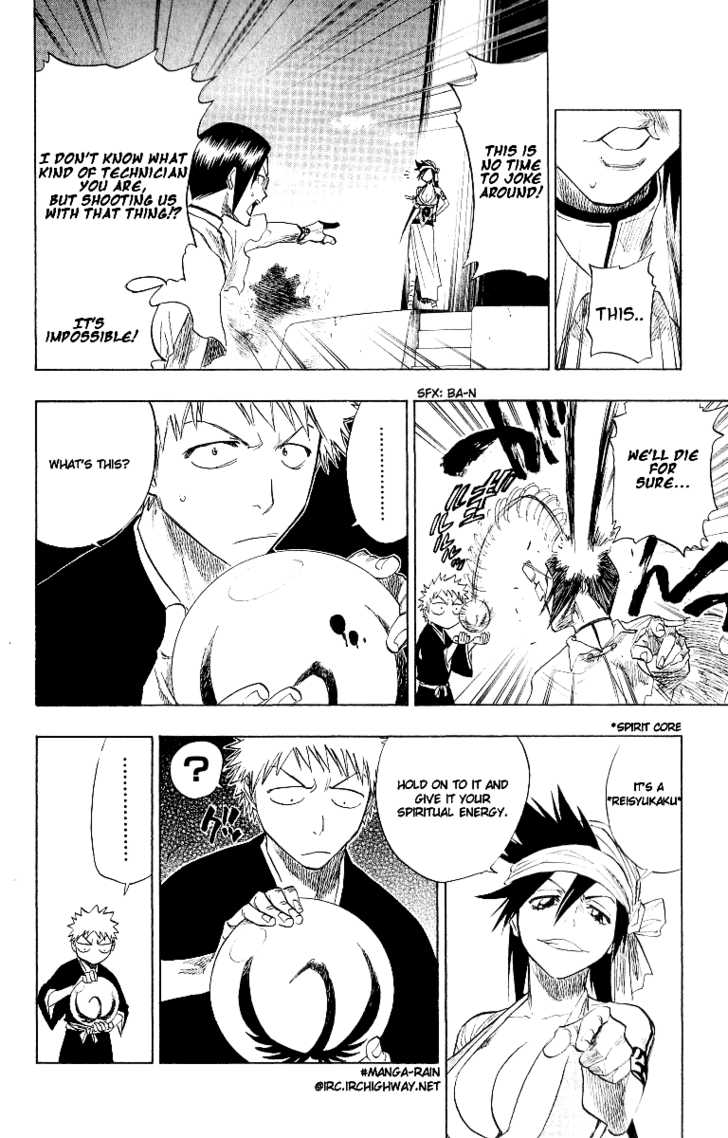 THIS..
THIS IS
NO TIME
TO JOKE
AROUND!
I DON'T KNOW WHAT
KIND OF TECHNICIAN
YOU ARE,
BUT SHOOTING US
WITH THAT THING!?
IT'S
IMPOSSIBLE!
SFX: BA-N
WE'LL DIE
FOR
SURE...
.........
WHAT'S THIS?
*SPIRIT CORE
IT'S A
"REISYUKAKU"
HOLD ON TO IT AND
GIVE IT YOUR
SPIRITUAL ENERGY.
?
グッ
.........
#MANGA-RAIN
@IRC.IRCHIGHWAY.NET